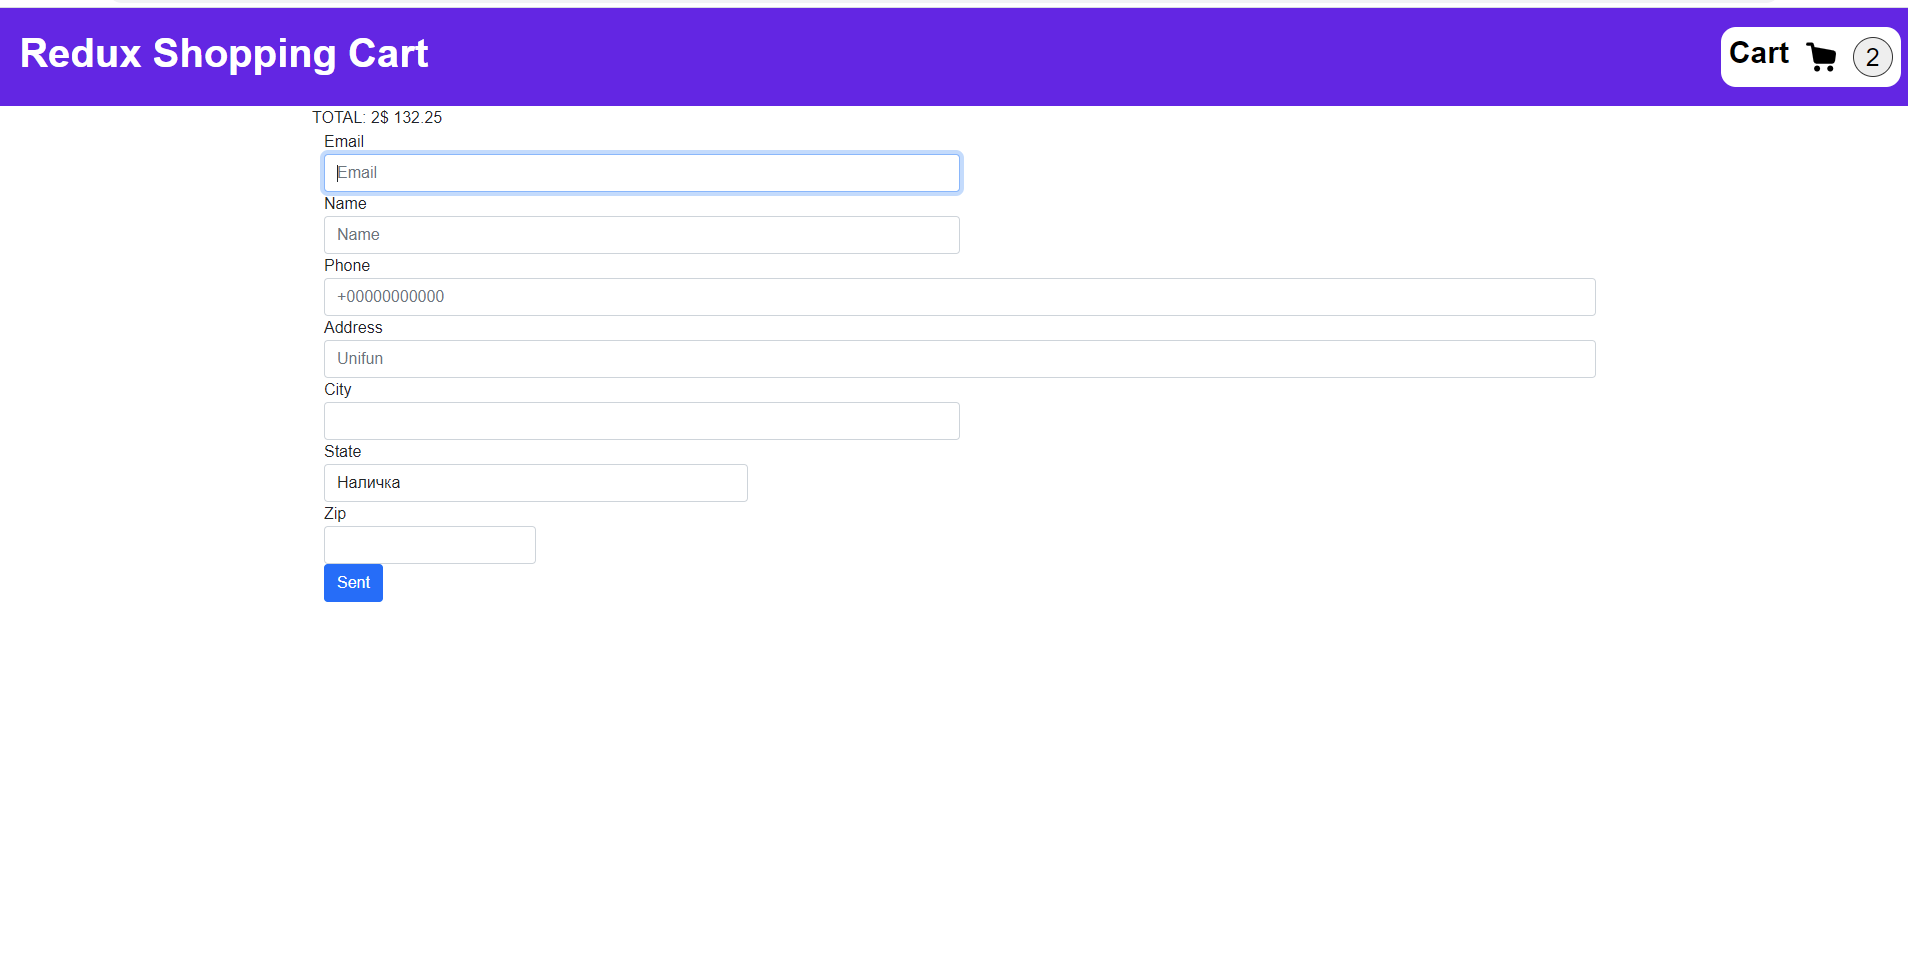 Redux Shopping Cart
Cart 2
TOTAL: 2$ 132.25
Email
Email
Name
Name
Phone
+00000000000
Address
Unifun
City
State
Наличка
Zip
Sent